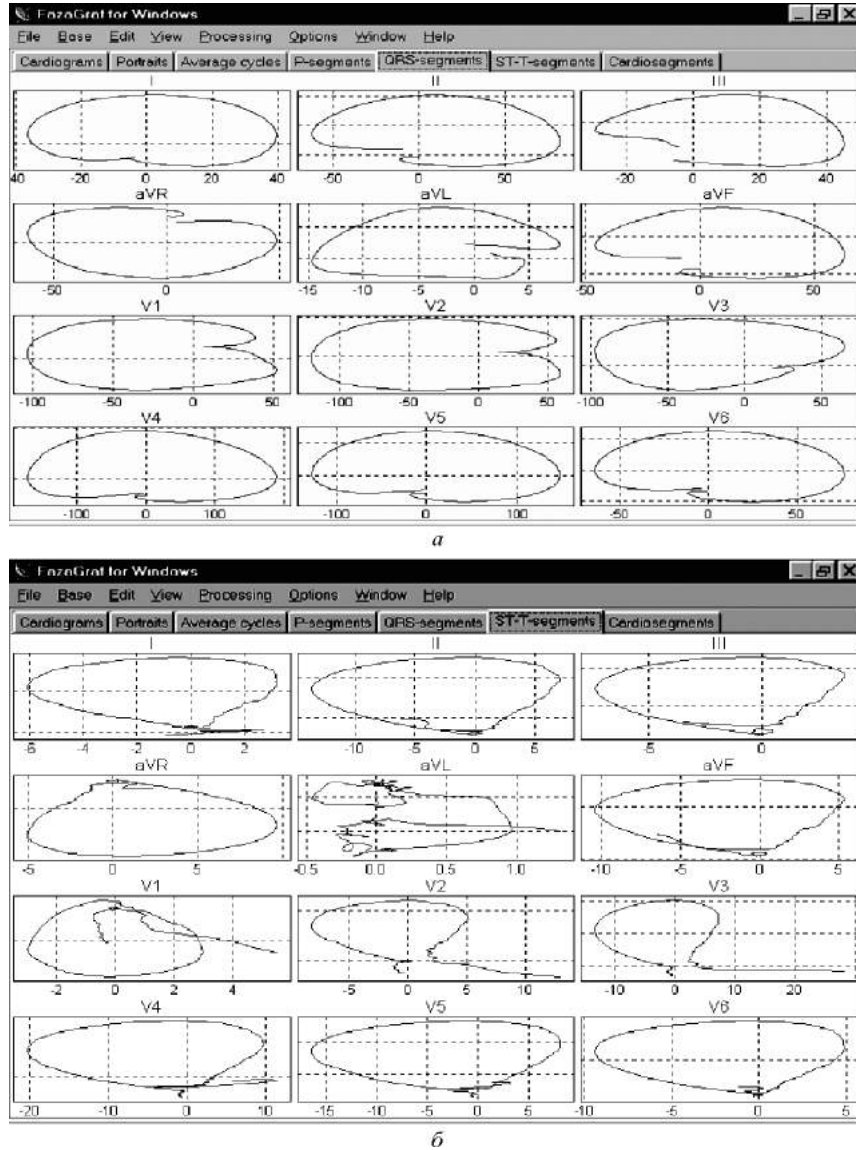 FazaGraf for Windows
File Base Edit View Processing Options Window Help
Cardiograms Portraits Average cycles P-segments QRS-segments ST-T-segments Cardiosegments
I II III
-40 -20 0 20 40 -50 0 50 -20 0 20 40
aVR aVL aVF
-50 0 -15 -10 -5 0 5 -50 0 50
V1 V2 V3
-100 -50 0 50 -100 -50 0 50 -100 -50 0 50
V4 V5 V6
-100 0 100 -100 0 100 -50 0 50
а
FazaGraf for Windows
File Base Edit View Processing Options Window Help
Cardiograms Portraits Average cycles P-segments QRS-segments ST-T-segments Cardiosegments
I II III
-6 -4 -2 0 2 -10 -5 0 5 -5 0
aVR aVL aVF
-5 0 5 -0.5 0.0 0.5 1.0 -10 -5 0 5
V1 V2 V3
-2 0 2 4 -5 0 5 10 -10 0 10 20
V4 V5 V6
-20 -10 0 10 -15 -10 -5 0 5 -10 -5 0 5
б